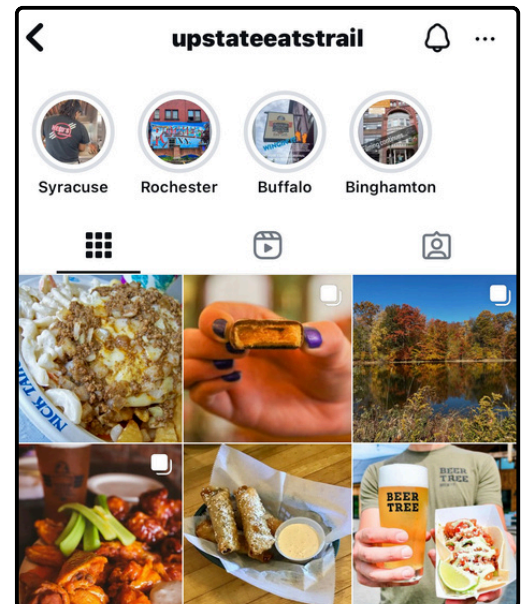 upstateeatstrail
Syracuse
Rochester
Buffalo
Binghamton
NICK TAH
BEER
TREE
BEER
TREE